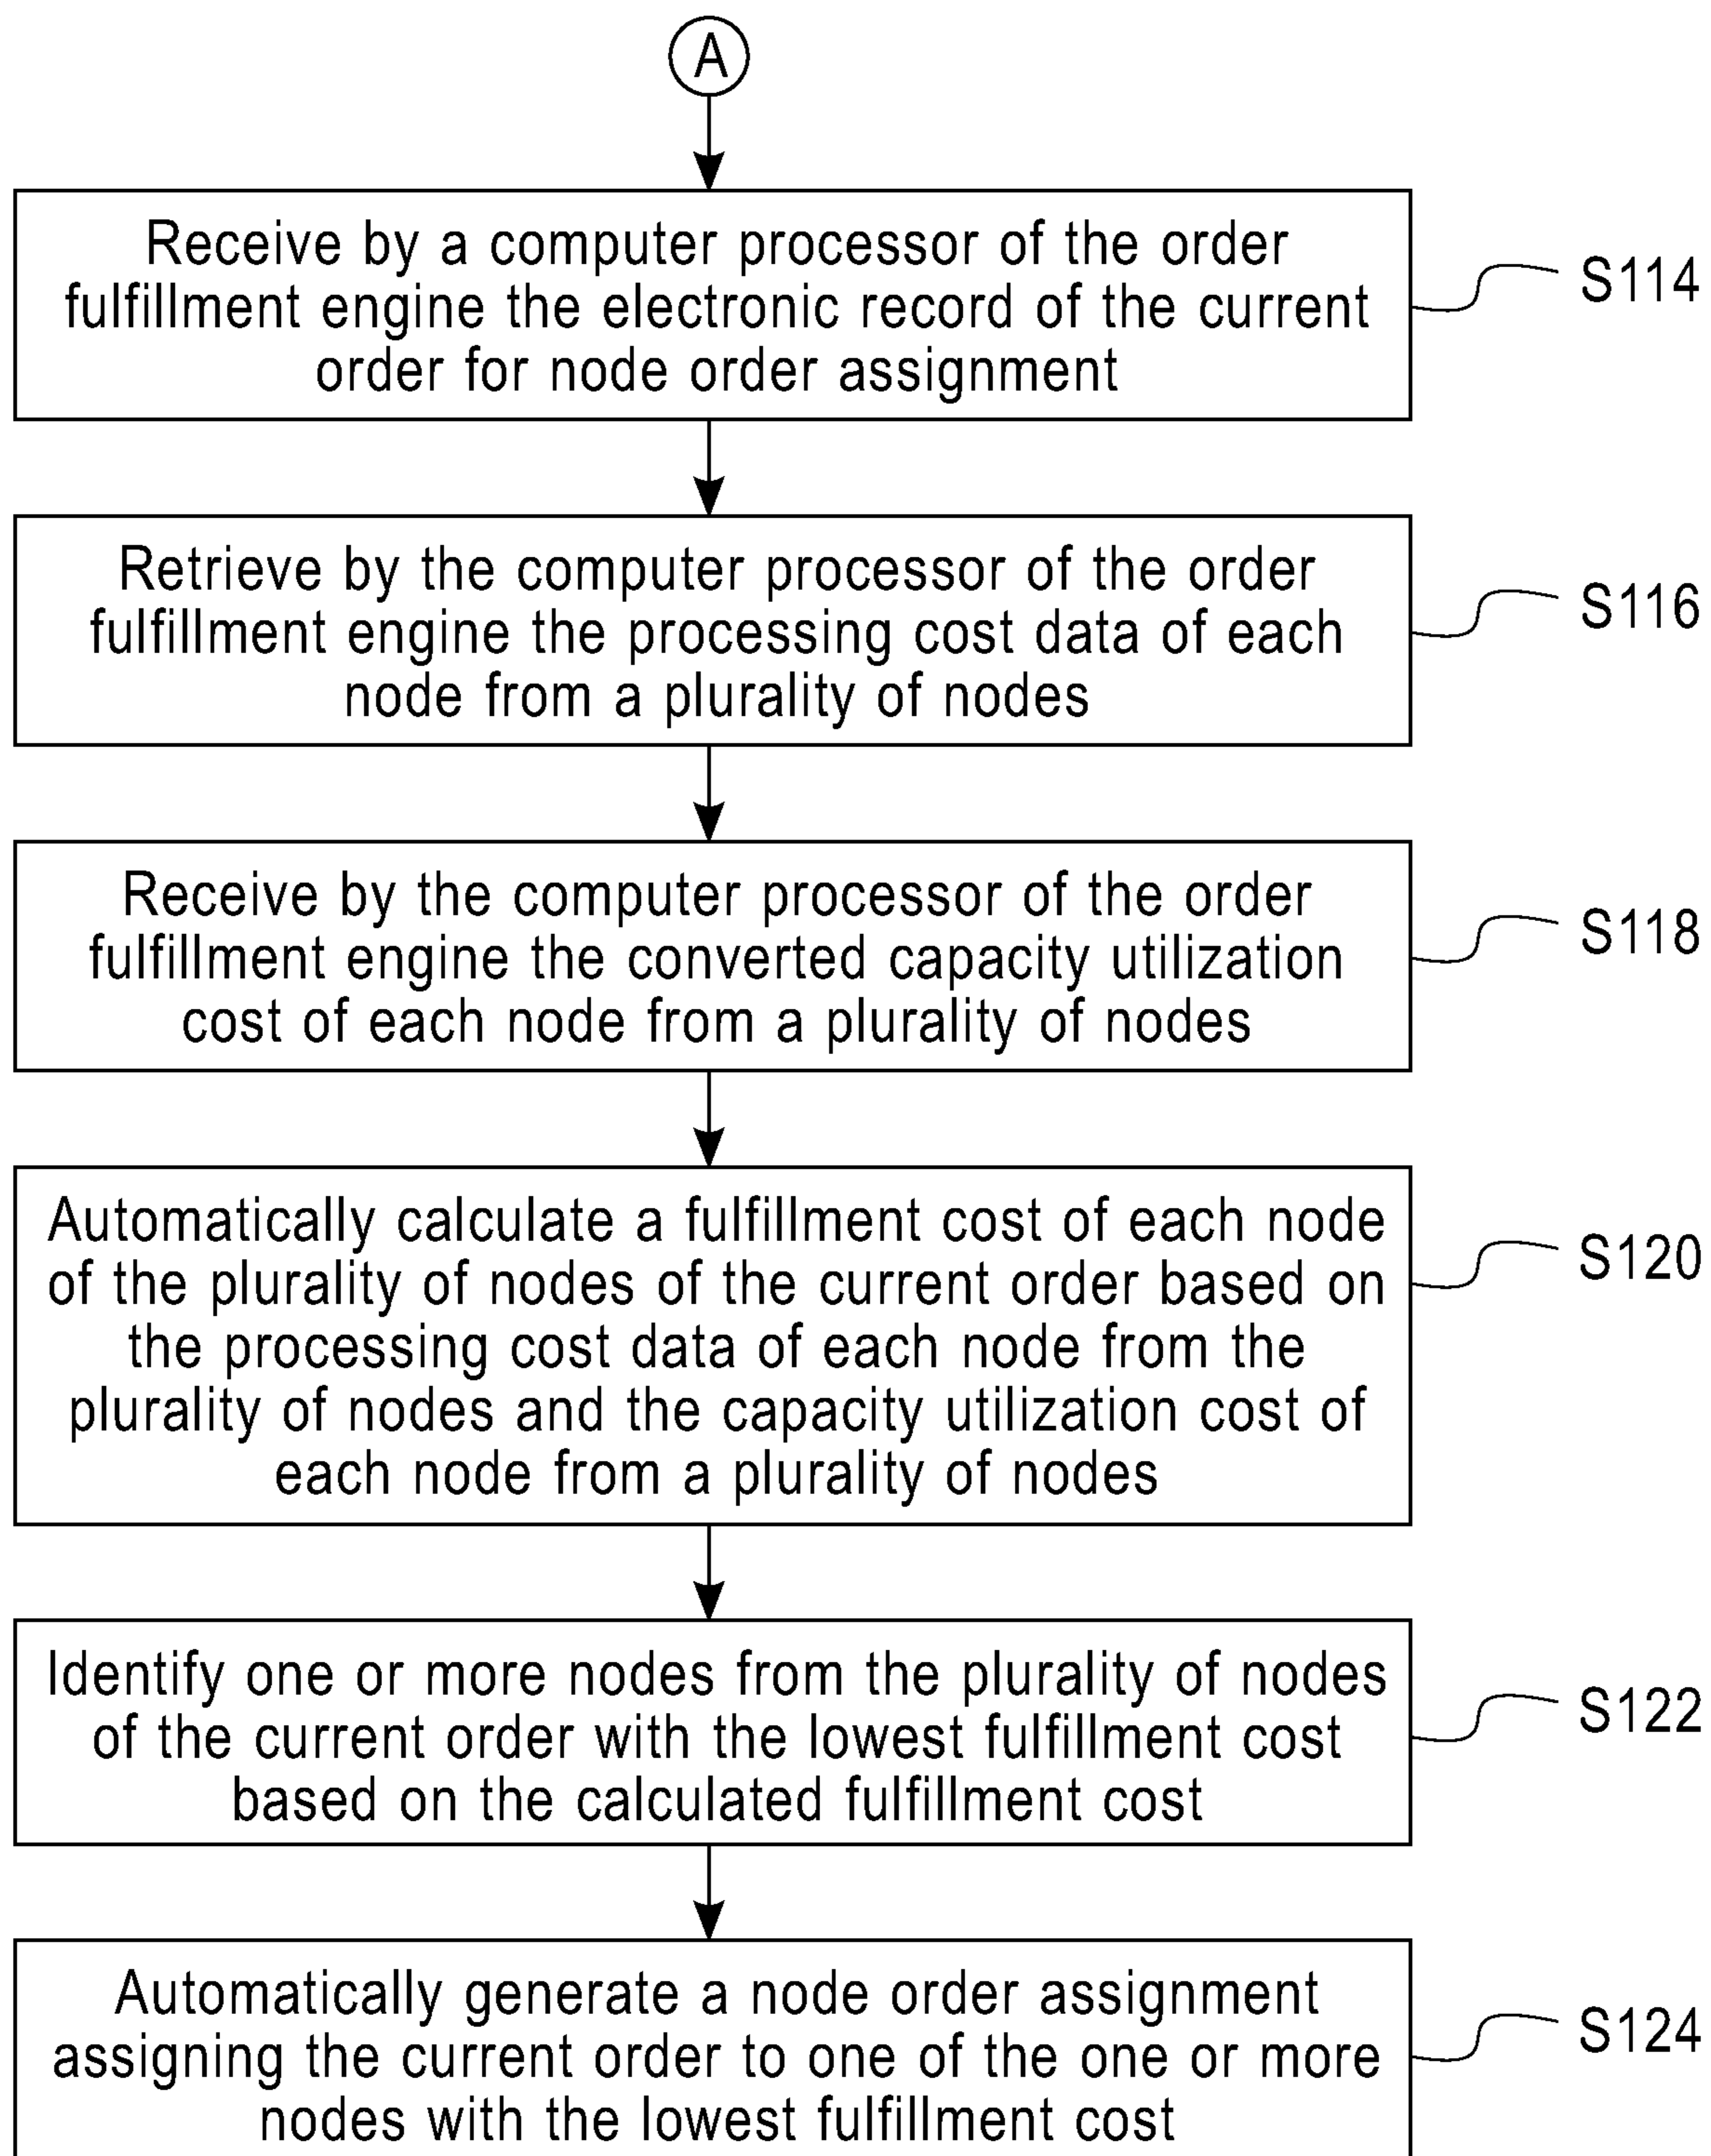 A
Receive by a computer processor of the order
fulfillment engine the electronic record of the current
order for node order assignment
S114
Retrieve by the computer processor of the order
fulfillment engine the processing cost data of each
node from a plurality of nodes
S116
Receive by the computer processor of the order
fulfillment engine the converted capacity utilization
cost of each node from a plurality of nodes
S118
Automatically calculate a fulfillment cost of each node
of the plurality of nodes of the current order based on
the processing cost data of each node from the
plurality of nodes and the capacity utilization cost of
each node from a plurality of nodes
S120
Identify one or more nodes from the plurality of nodes
of the current order with the lowest fulfillment cost
based on the calculated fulfillment cost
S122
Automatically generate a node order assignment
assigning the current order to one of the one or more
nodes with the lowest fulfillment cost
S124